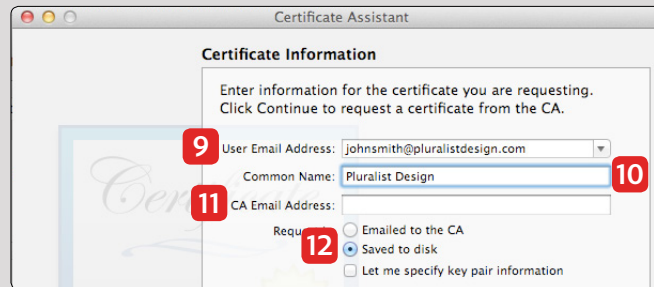 Certificate Assistant
Certificate Information
Enter information for the certificate you are requesting.
Click Continue to request a certificate from the CA.
9 User Email Address: johnsmith@pluralistdesign.com
Common Name: Pluralist Design 10
11 CA Email Address:
Emailed to the CA
12 Saved to disk
Let me specify key pair information
Certificate